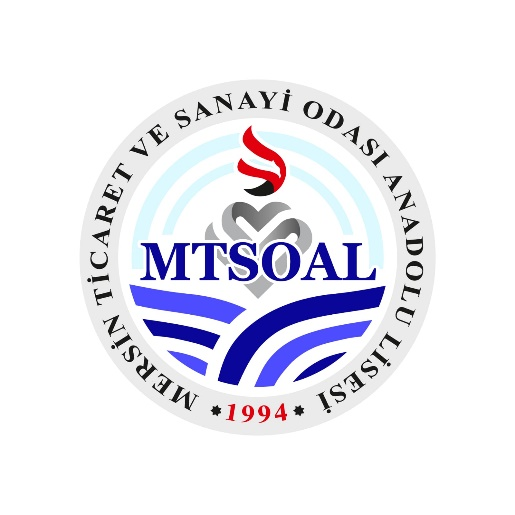 MERSİN TİCARET VE SANAYİ ODASI ANADOLU LİSESİ
MTSOAL
1994